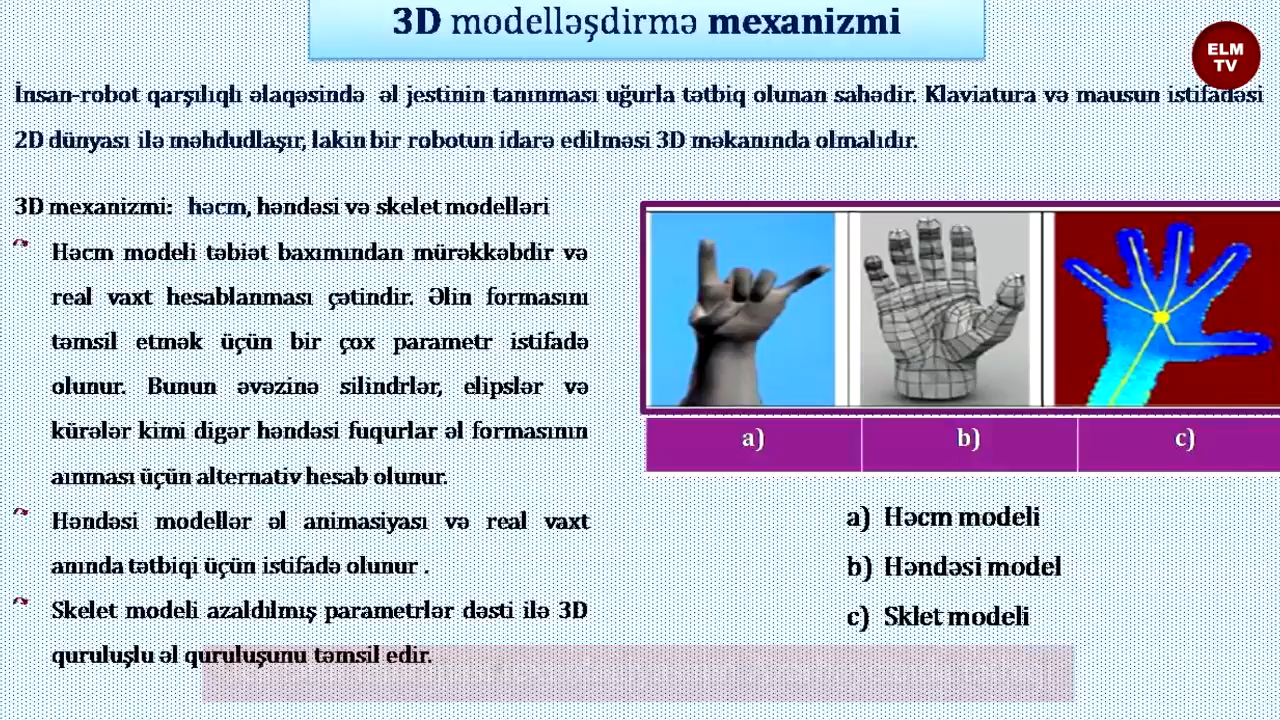 3D modelləşdirmə mexanizmi
ELM
TV
İnsan-robot qarşılıqlı əlaqəsində əl jestinin tanınması uğurla tətbiq olunan sahədir. Klaviatura və mausun istifadəsi
2D dünyası ilə məhdudlaşır, lakin bir robotun idarə edilməsi 3D məkanında olmalıdır.
3D mexanizmi: həcm, həndəsi və skelet modelləri
Həcm modeli təbiət baxımından mürəkkəbdir və
real vaxt hesablanması çətindir. Əlin formasını
təmsil etmək üçün bir çox parametr istifadə
olunur. Bunun əvəzinə silindrlər, elipslər və
kürələr kimi digər həndəsi fuqurlar əl formasının
aınması üçün alternativ hesab olunur.
Həndəsi modellər əl animasiyası və real vaxt
anında tətbiqi üçün istifadə olunur .
Skelet modeli azaldılmış parametrlər dəsti ilə 3D
quruluşlu əl quruluşunu təmsil edir.
a) b) c)
a) Həcm modeli
b) Həndəsi model
c) Sklet modeli